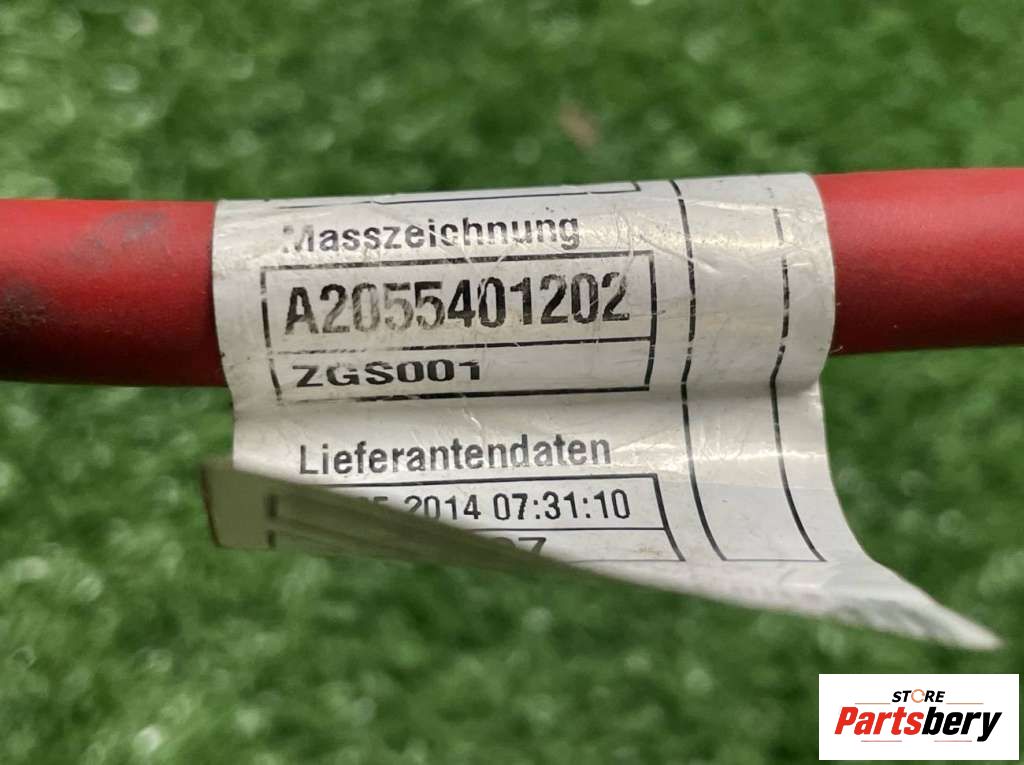 Masszeichnung
A2055401202
ZGS001
Lieferantendaten
2014 07:31:10
STORE
Partsbery